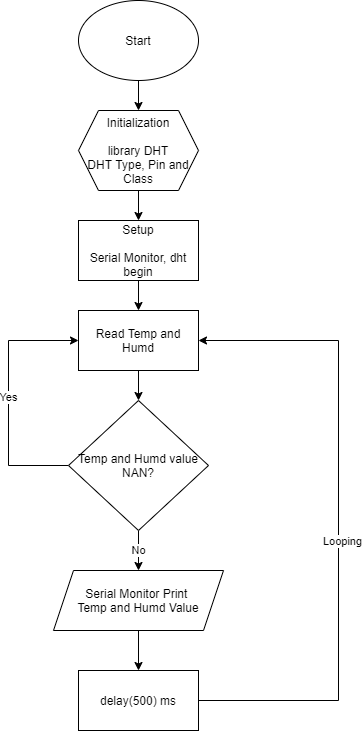 Start
Initialization
library DHT
DHT Type, Pin and
Class
Setup
Serial Monitor, dht
begin
Read Temp and
Humd
Yes
Temp and Humd value
NAN?
No
Looping
Serial Monitor Print
Temp and Humd Value
delay(500) ms